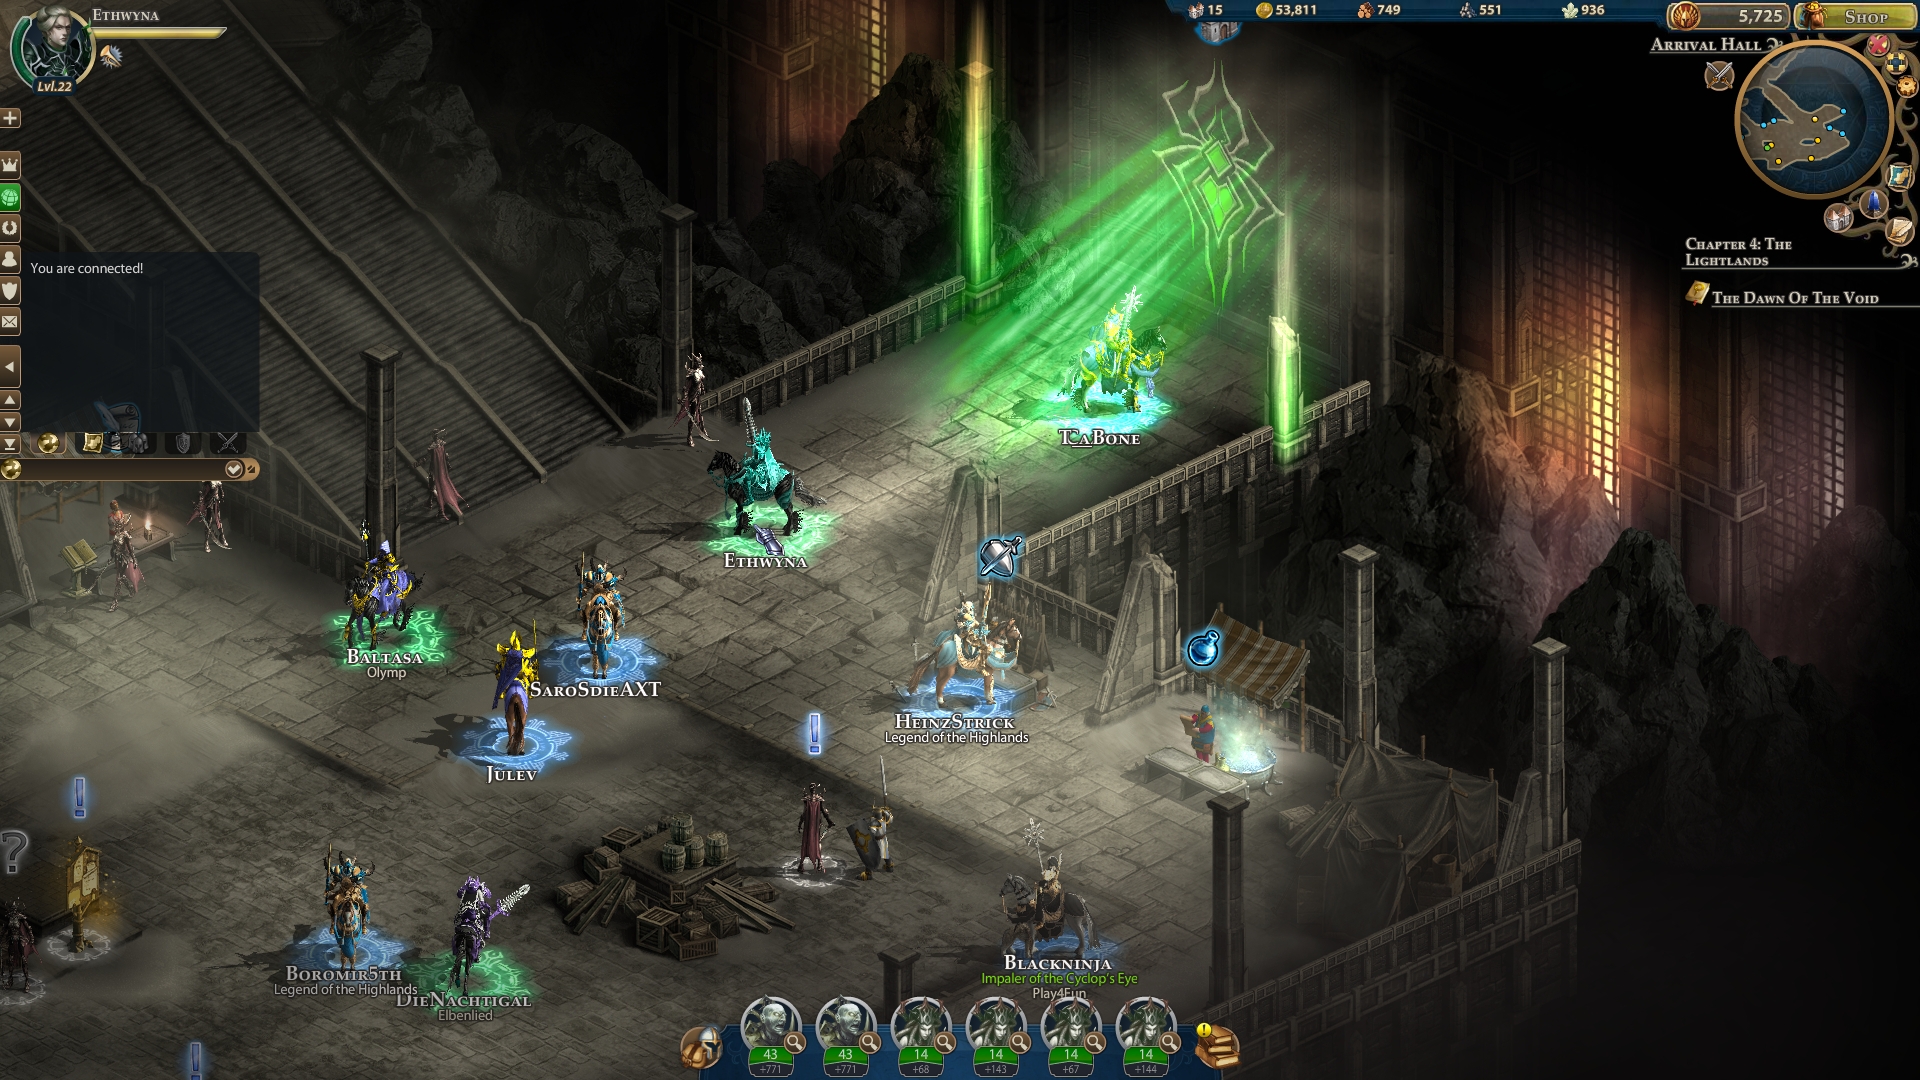 Ethwyna
Lvl.22
15
53,811
749
551
936
5,725
Shop
Arrival Hall
Chapter 4: The
Lightlands
The Dawn Of The Void
You are connected!
T_CaBone
Ethwyna
Baltasa
Olymp
SaroSdieAXT
HeinzStrick
Legend of the Highlands
Julev
Boromir5th
Legend of the Highlands
DieNachtigal
Elbenlied
Blackninja
Impaler of the Cyclop's Eye
Play4Fun
43
+771
43
+771
14
+68
14
+143
14
+67
14
+144